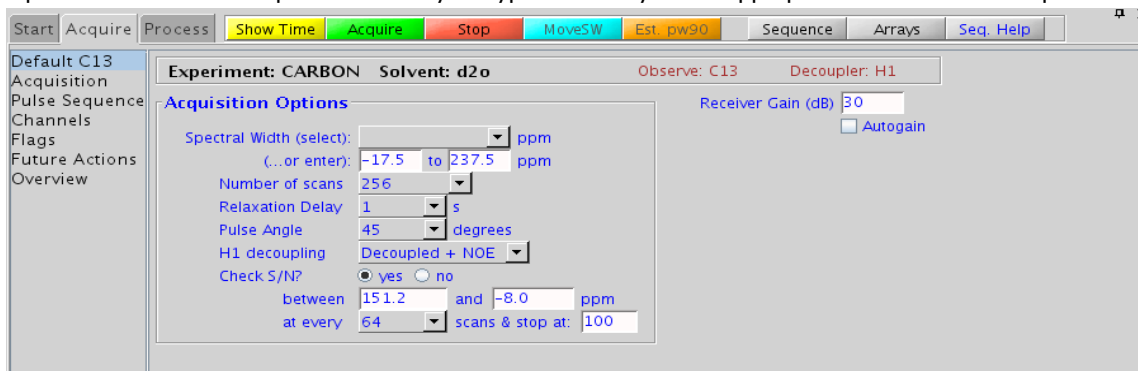 Start Acquire Process Show Time Acquire Stop MoveSW Est. pw90 Sequence Arrays Seq. Help
Default C13
Acquisition
Pulse Sequence
Channels
Flags
Future Actions
Overview
Experiment: CARBON Solvent: d2o Observe: C13 Decoupler: H1
Acquisition Options
Spectral Width (select): ppm
(...or enter): -17.5 to 237.5 ppm
Number of scans 256
Relaxation Delay 1 s
Pulse Angle 45 degrees
H1 decoupling Decoupled + NOE
Check S/N? yes no
between 151.2 and -8.0 ppm
at every 64 scans & stop at: 100
Receiver Gain (dB) 30
Autogain